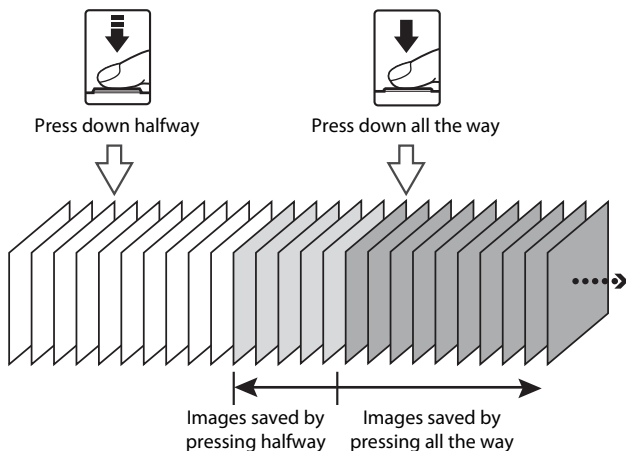 Press down halfway
Press down all the way
Images saved by
pressing halfway
Images saved by
pressing all the way